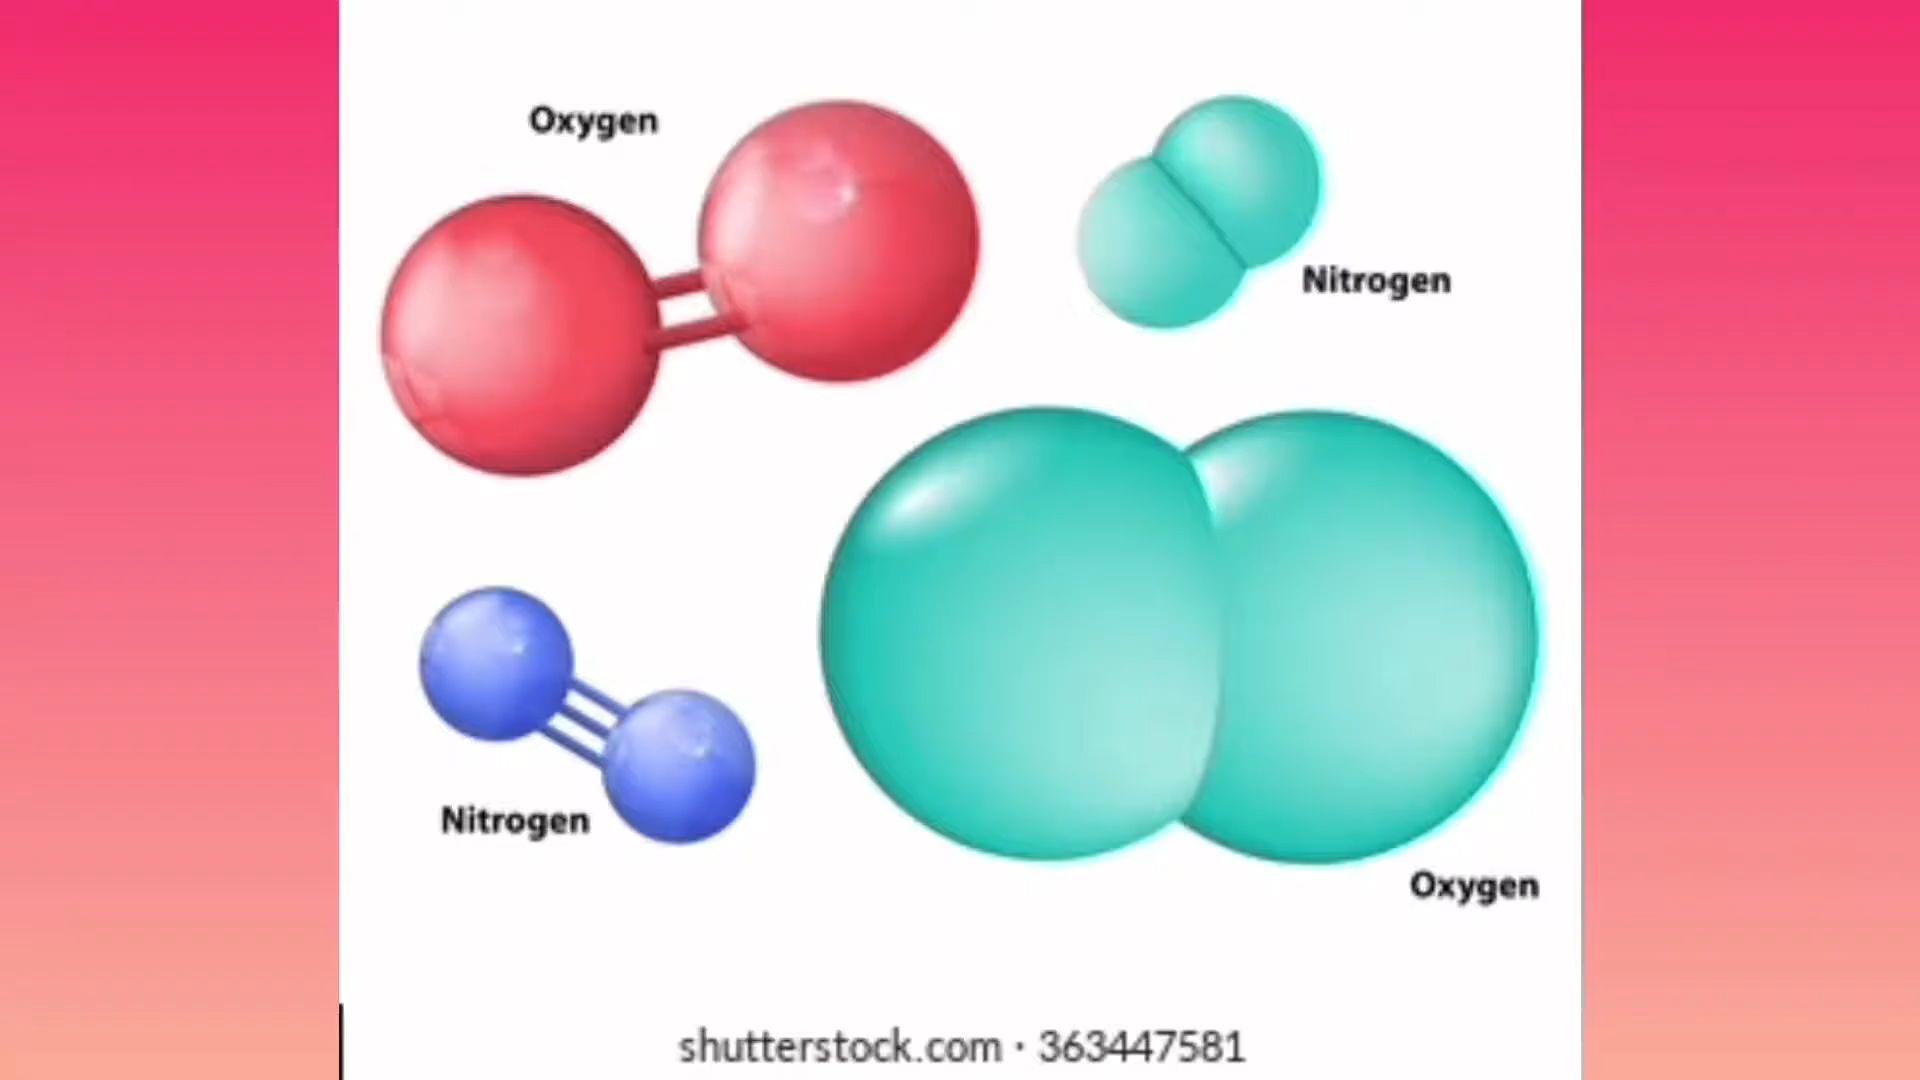 Oxygen
Nitrogen
Nitrogen
Oxygen
shutterstock.com · 363447581